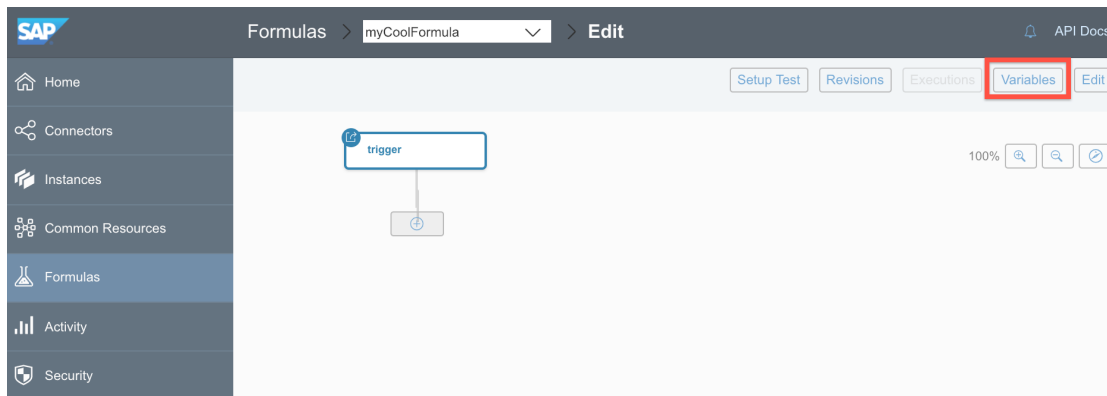 SAP
Formulas > myCoolFormula > Edit
API Docs
Home
Connectors
Instances
Common Resources
Formulas
Activity
Security
Setup Test
Revisions
Executions
Variables
Edit
trigger
100%